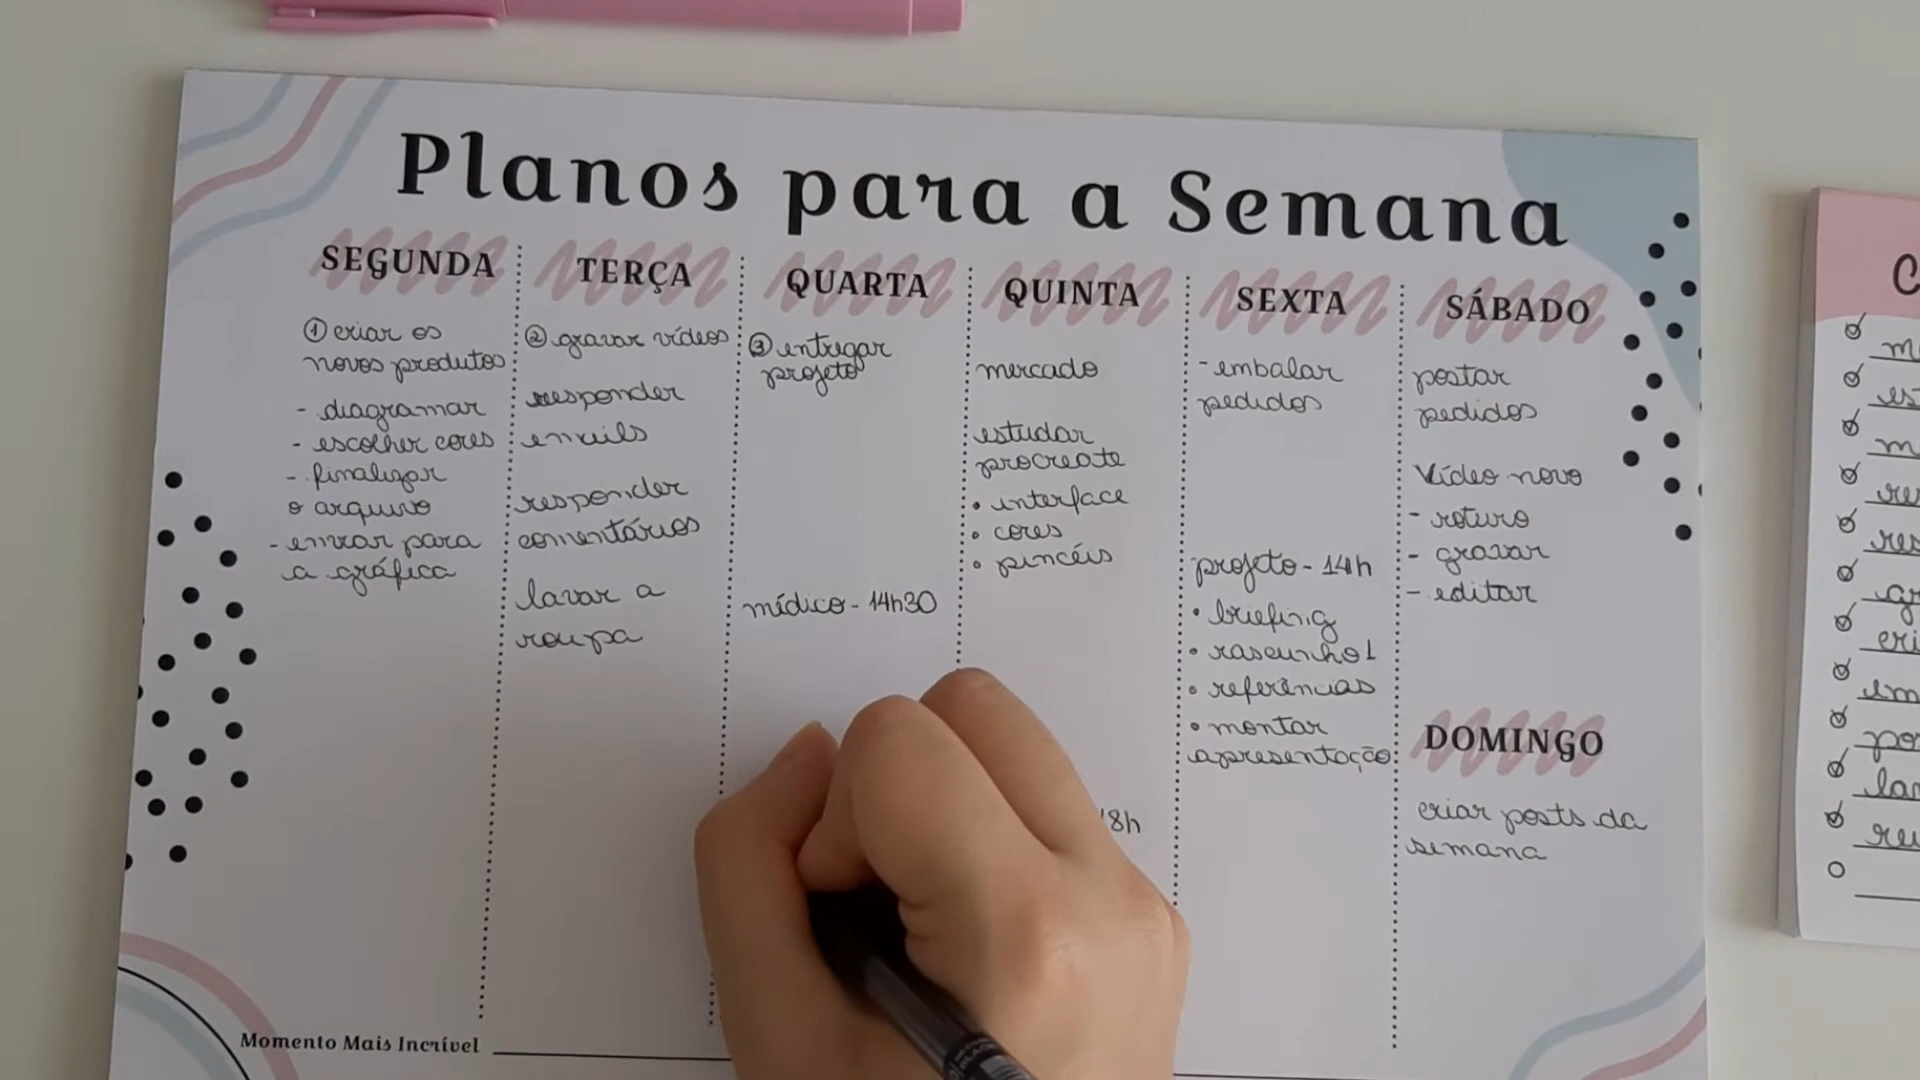 Planos para a Semana
SEGUNDA
① criar os
novos produtos
- diagramar
- escolher cores
- finalizar
o arquivo
- enviar para
a gráfica
TERÇA
② gravar vídeos
responder
emails
responder
comentários
lavar a
roupa
QUARTA
③ entregar
projeto
médico - 14h30
QUINTA
mercado
estudar
procreate
• interface
• cores
• pincéis
8h
SEXTA
- embalar
pedidos
projeto - 14h
• briefing
• rascunho 1
• referências
• montar
apresentação
SÁBADO
postar
pedidos
Vídeo novo
- roteiro
- gravar
- editar
DOMINGO
criar posts da
semana
Momento Mais Incrível